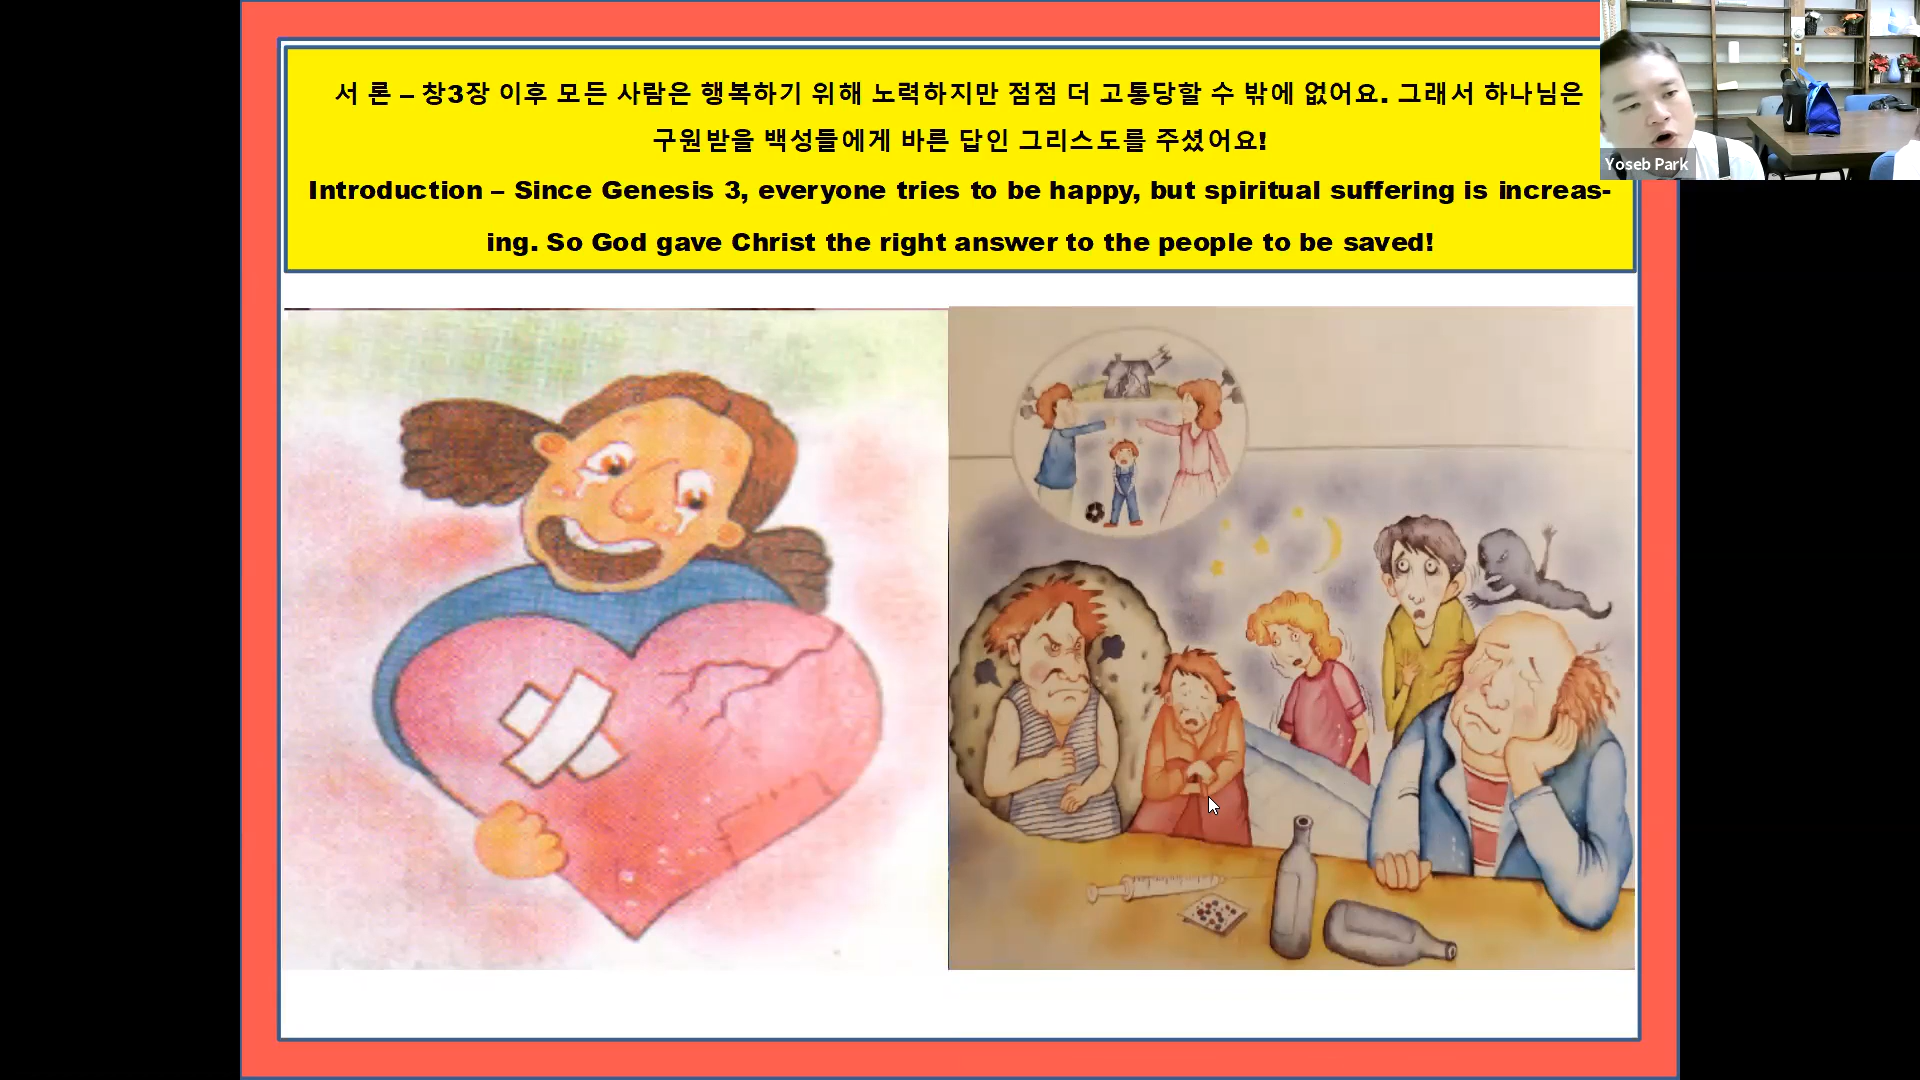 서 론 – 창3장 이후 모든 사람은 행복하기 위해 노력하지만 점점 더 고통당할 수 밖에 없어요. 그래서 하나님은
구원받을 백성들에게 바른 답인 그리스도를 주셨어요!
Introduction – Since Genesis 3, everyone tries to be happy, but spiritual suffering is increas-
ing. So God gave Christ the right answer to the people to be saved!
Yoseb Park